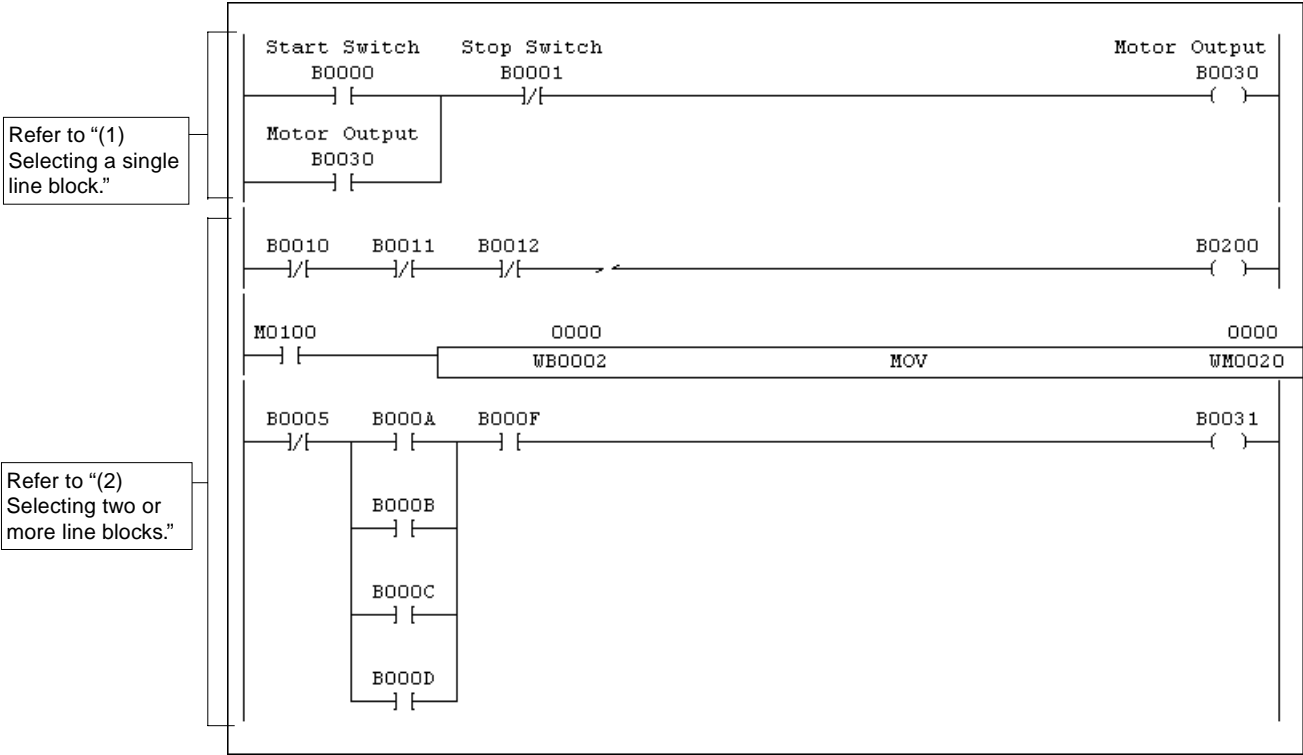 Start Switch Stop Switch Motor Output
B0000 B0001 B0030
Refer to “(1)
Selecting a single
line block.”
Motor Output
B0030
B0010 B0011 B0012 B0200
M0100 0000 0000
WB0002 MOV WM0020
B0005 B000A B000F B0031
Refer to “(2)
Selecting two or
more line blocks.”
B000B
B000C
B000D